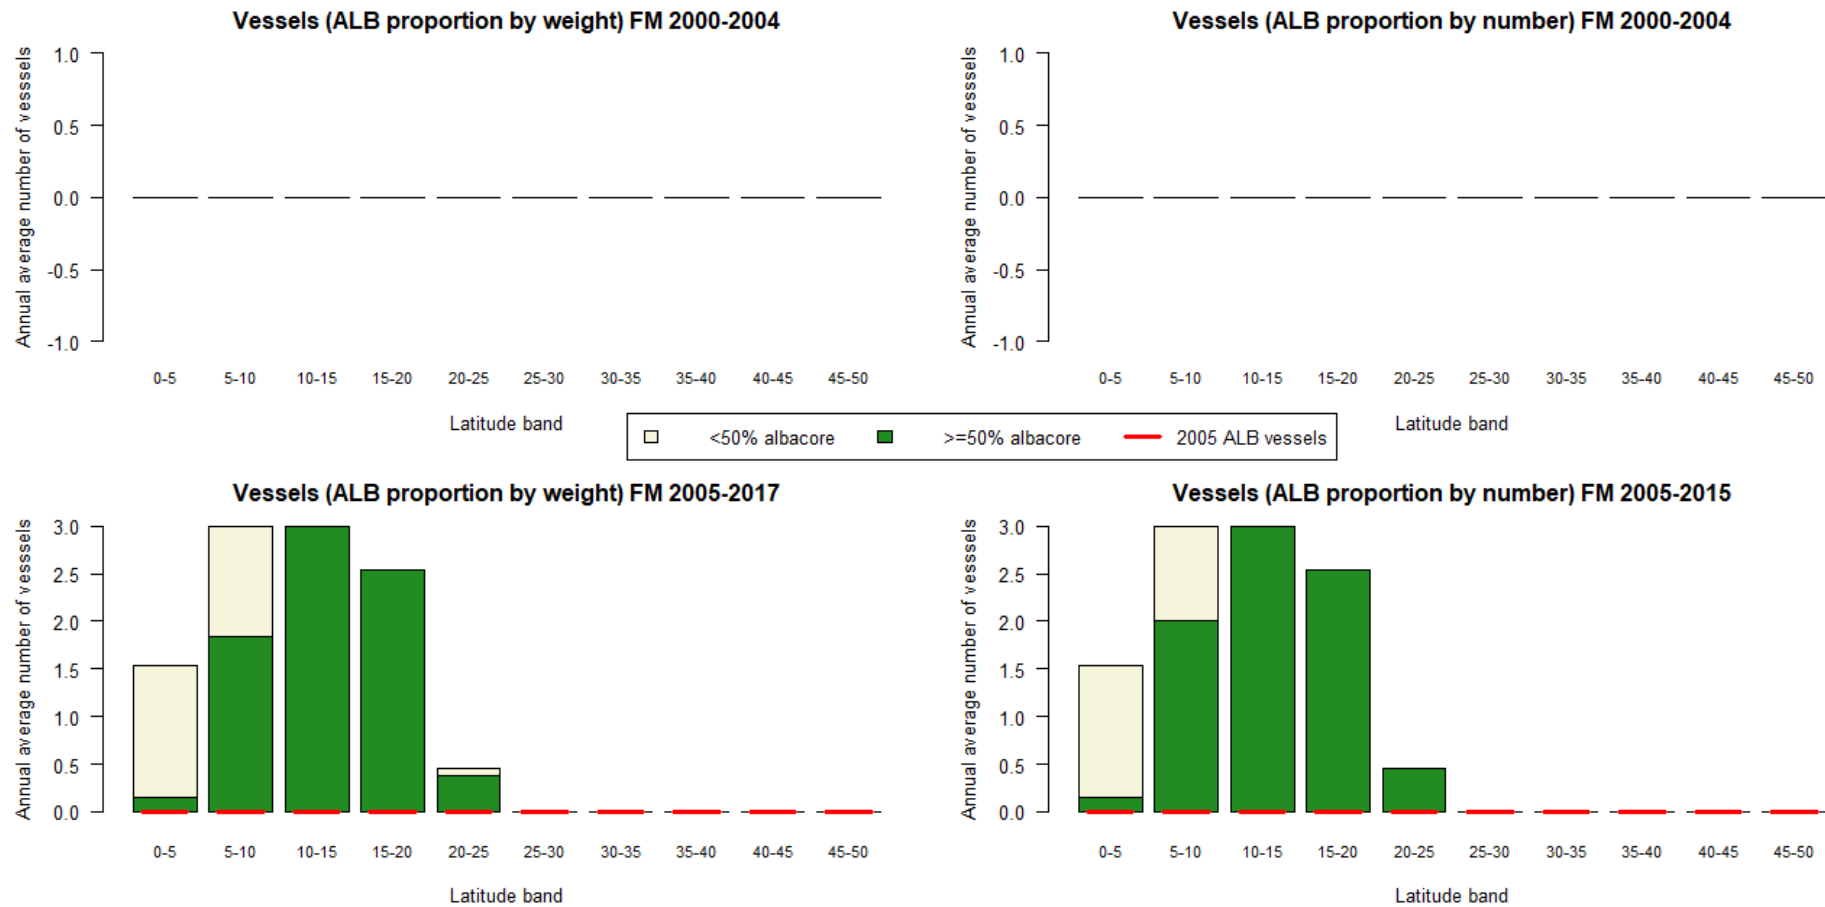 Vessels (ALB proportion by weight) FM 2000-2004
Annual average number of vesssels
1.0
0.5
0.0
-0.5
-1.0
0-5 5-10 10-15 15-20 20-25 25-30 30-35 35-40 40-45 45-50
Latitude band
Vessels (ALB proportion by number) FM 2000-2004
Annual average number of vesssels
1.0
0.5
0.0
-0.5
-1.0
0-5 5-10 10-15 15-20 20-25 25-30 30-35 35-40 40-45 45-50
Latitude band
<50% albacore >=50% albacore 2005 ALB vessels
Vessels (ALB proportion by weight) FM 2005-2017
Annual average number of vesssels
3.0
2.5
2.0
1.5
1.0
0.5
0.0
0-5 5-10 10-15 15-20 20-25 25-30 30-35 35-40 40-45 45-50
Latitude band
Vessels (ALB proportion by number) FM 2005-2015
Annual average number of vesssels
3.0
2.5
2.0
1.5
1.0
0.5
0.0
0-5 5-10 10-15 15-20 20-25 25-30 30-35 35-40 40-45 45-50
Latitude band